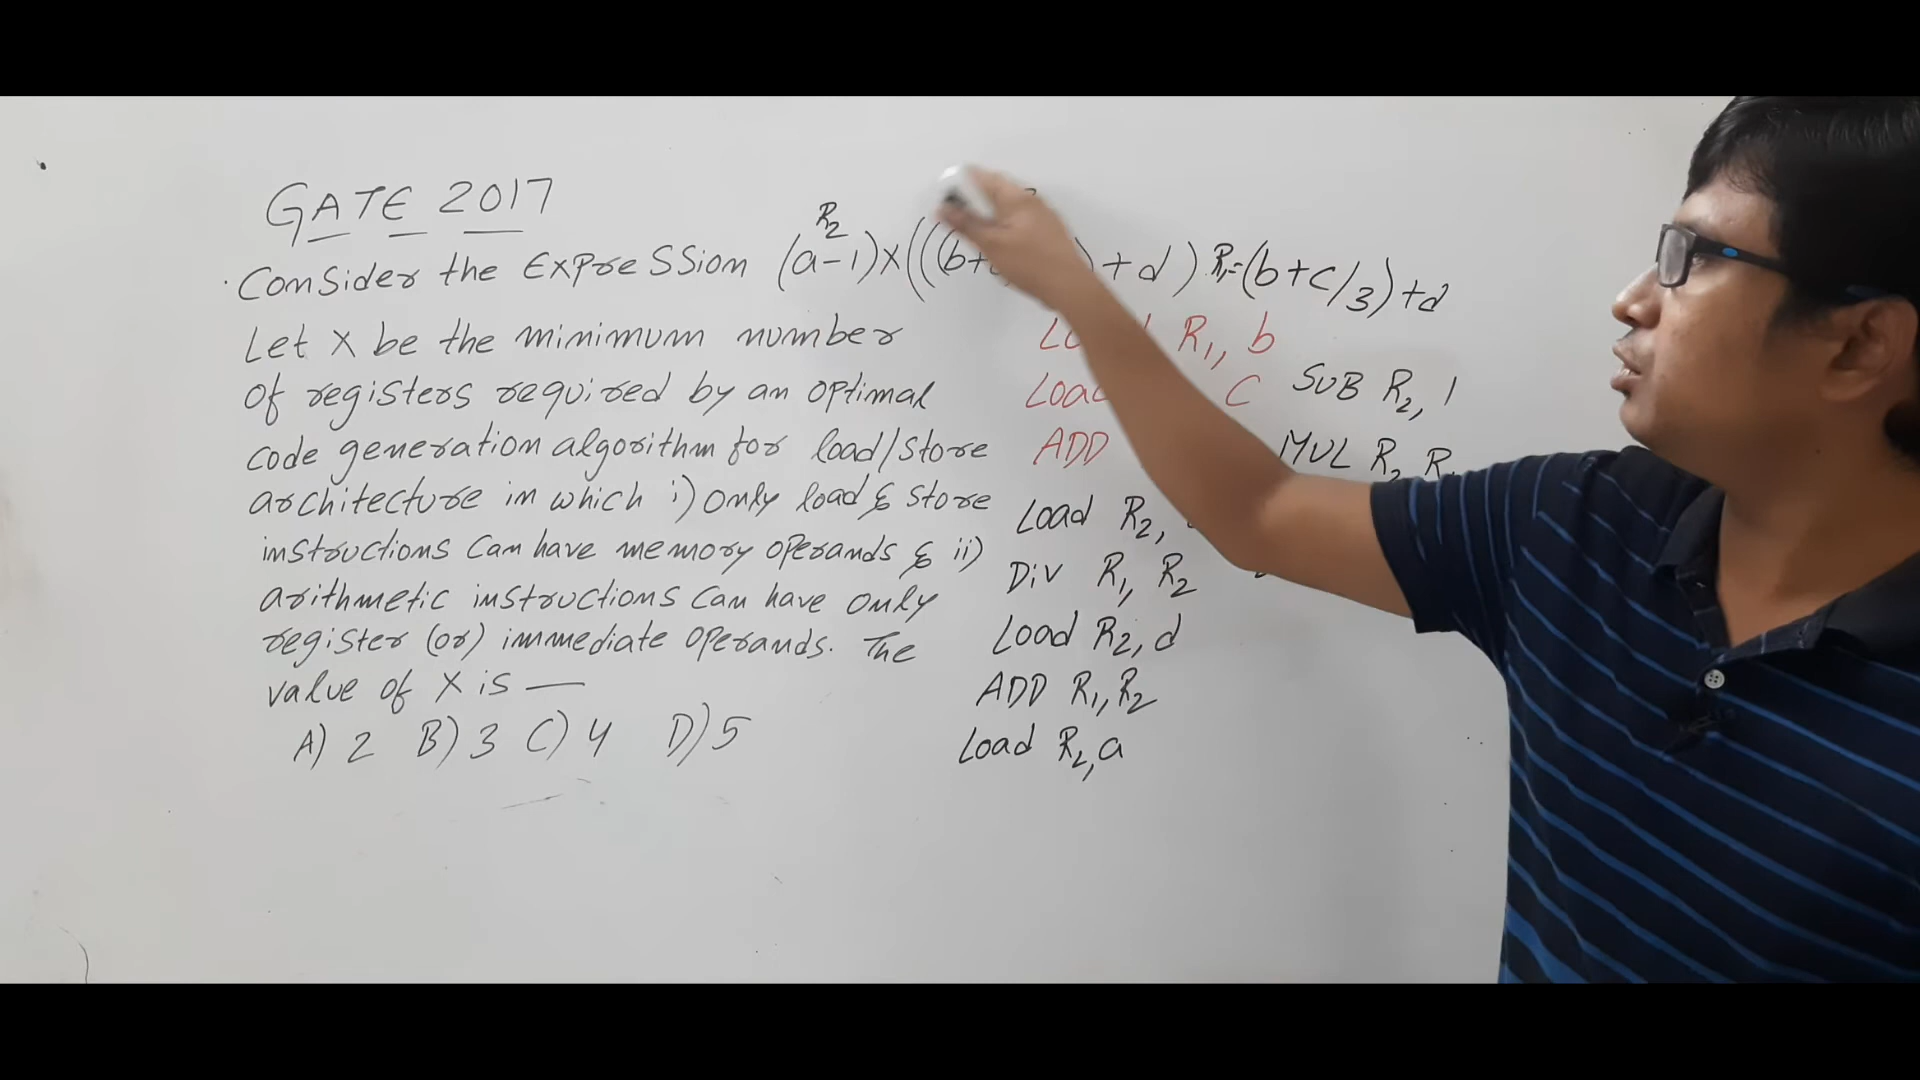 GATE 2017
R2
Consider the Expression (a-1)×(((b+ ) +d) R1=(b+c/3)+d
Let X be the minimum number
of registers required by an optimal
code generation algorithm for load/store
architecture in which i) only load & store
instructions can have memory operands & ii)
arithmetic instructions can have only
register (or) immediate operands. The
value of X is —
A) 2 B) 3 C) 4 D) 5
R1, b
Load C
ADD
Load R2,
Div R1, R2
Load R2, d
ADD R1, R2
Load R2, a
SUB R2, 1
MUL R2